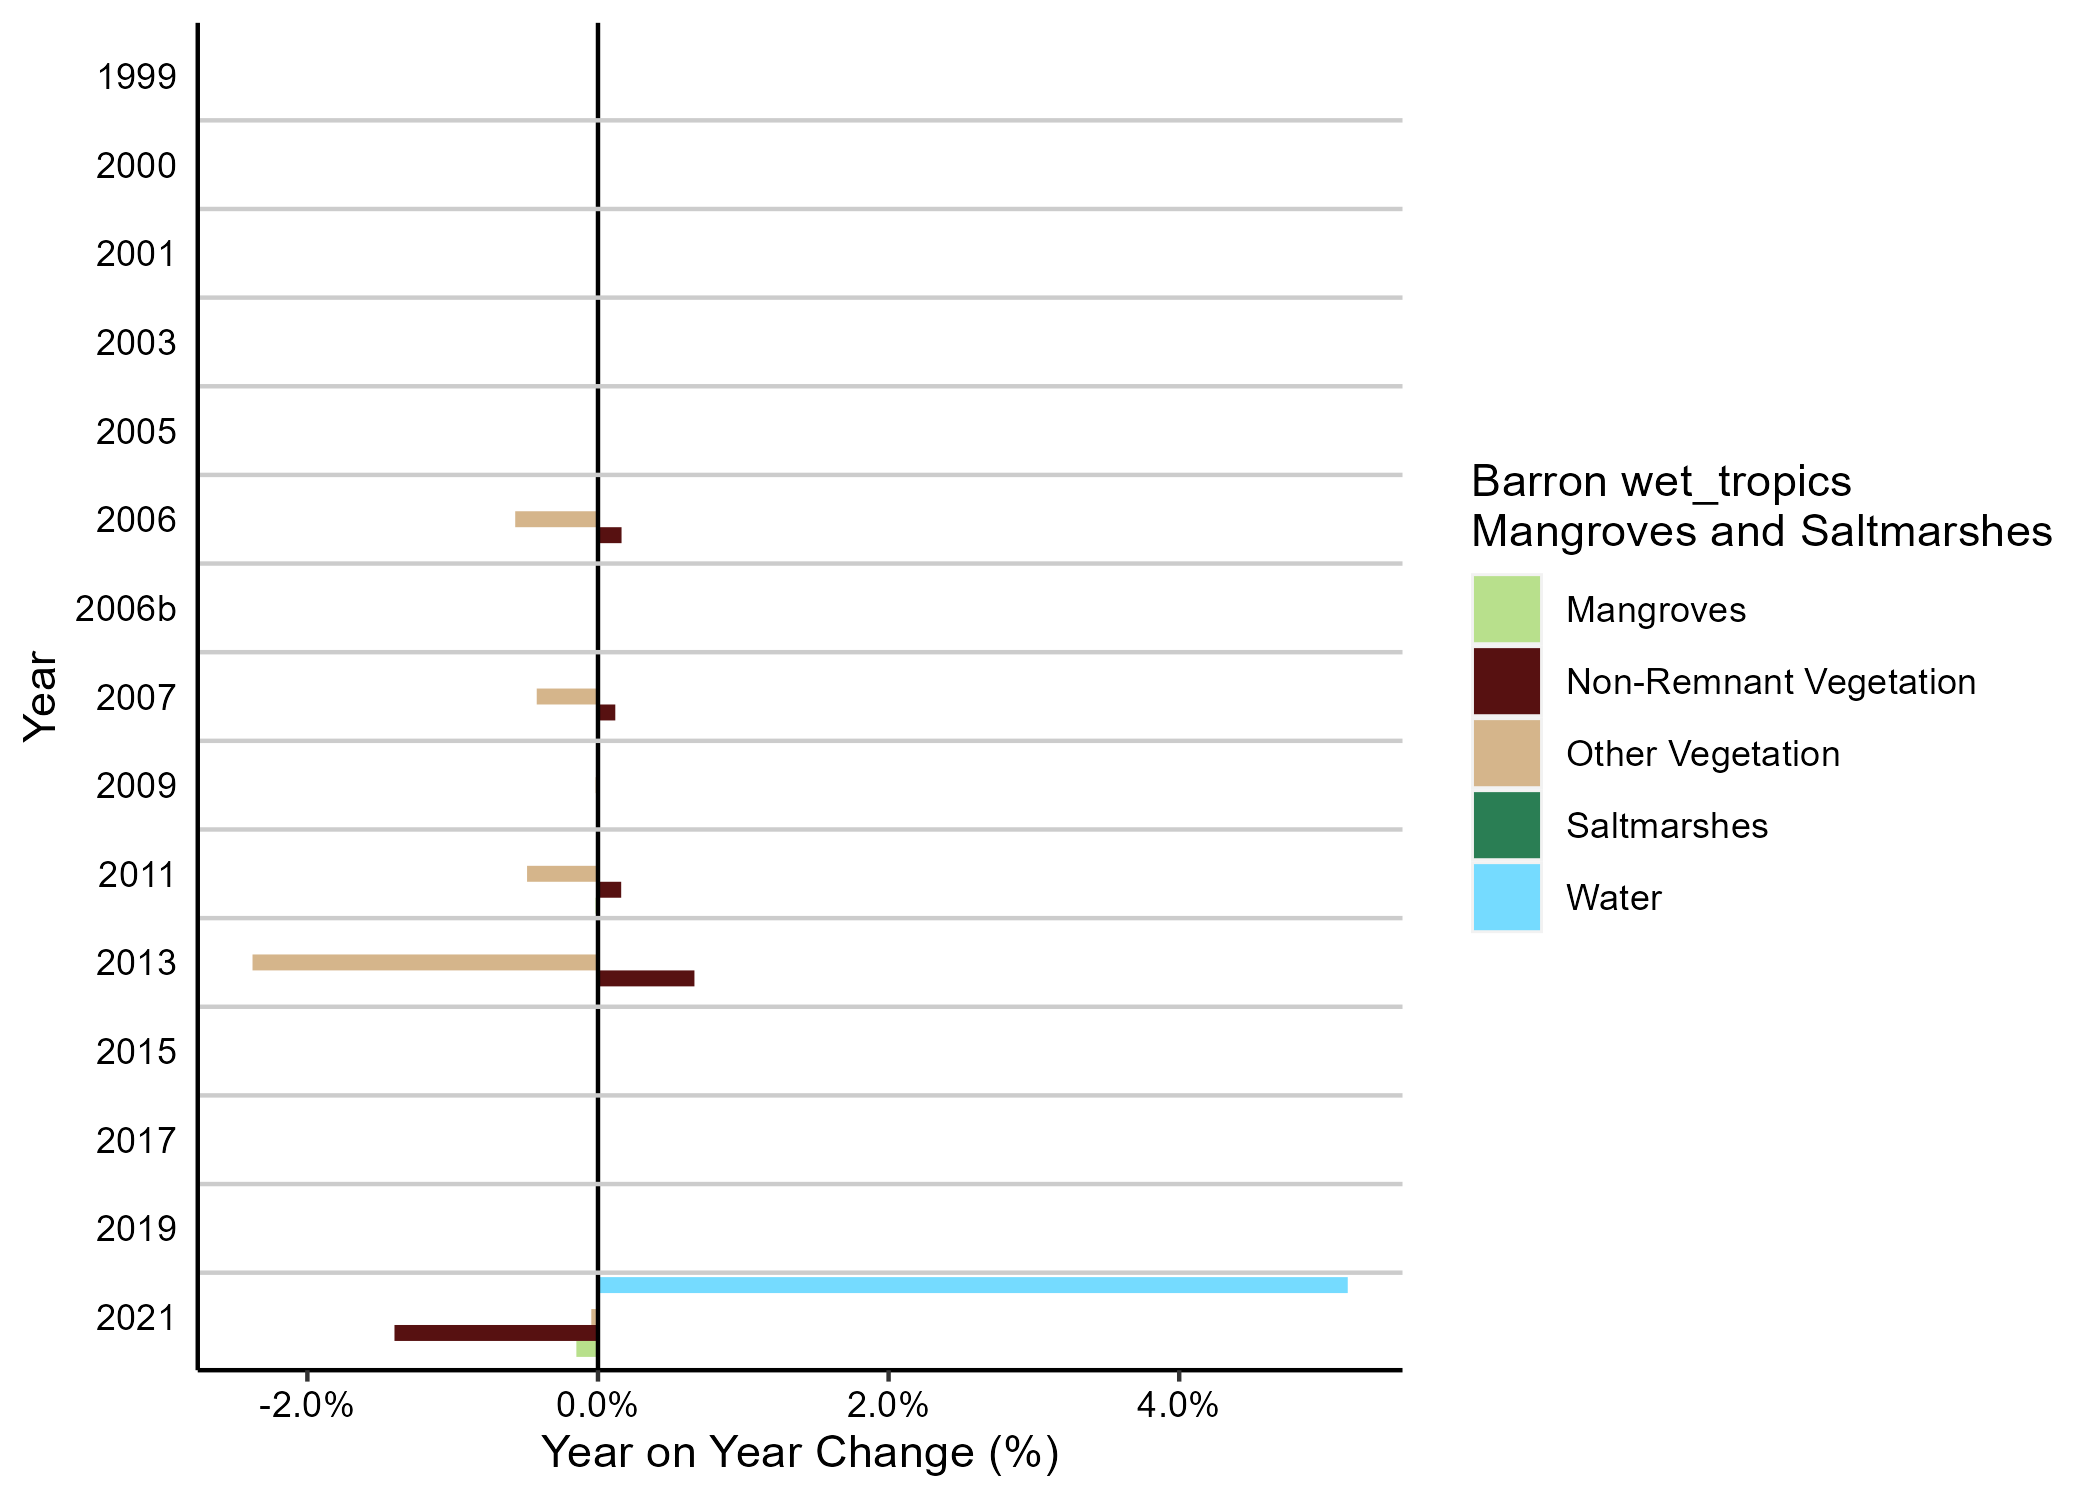 1999
2000
2001
2003
2005
2006
2006b
2007
2009
2011
2013
2015
2017
2019
2021
Year
-2.0%
0.0%
2.0%
4.0%
Year on Year Change (%)
Barron wet_tropics
Mangroves and Saltmarshes
Mangroves
Non-Remnant Vegetation
Other Vegetation
Saltmarshes
Water